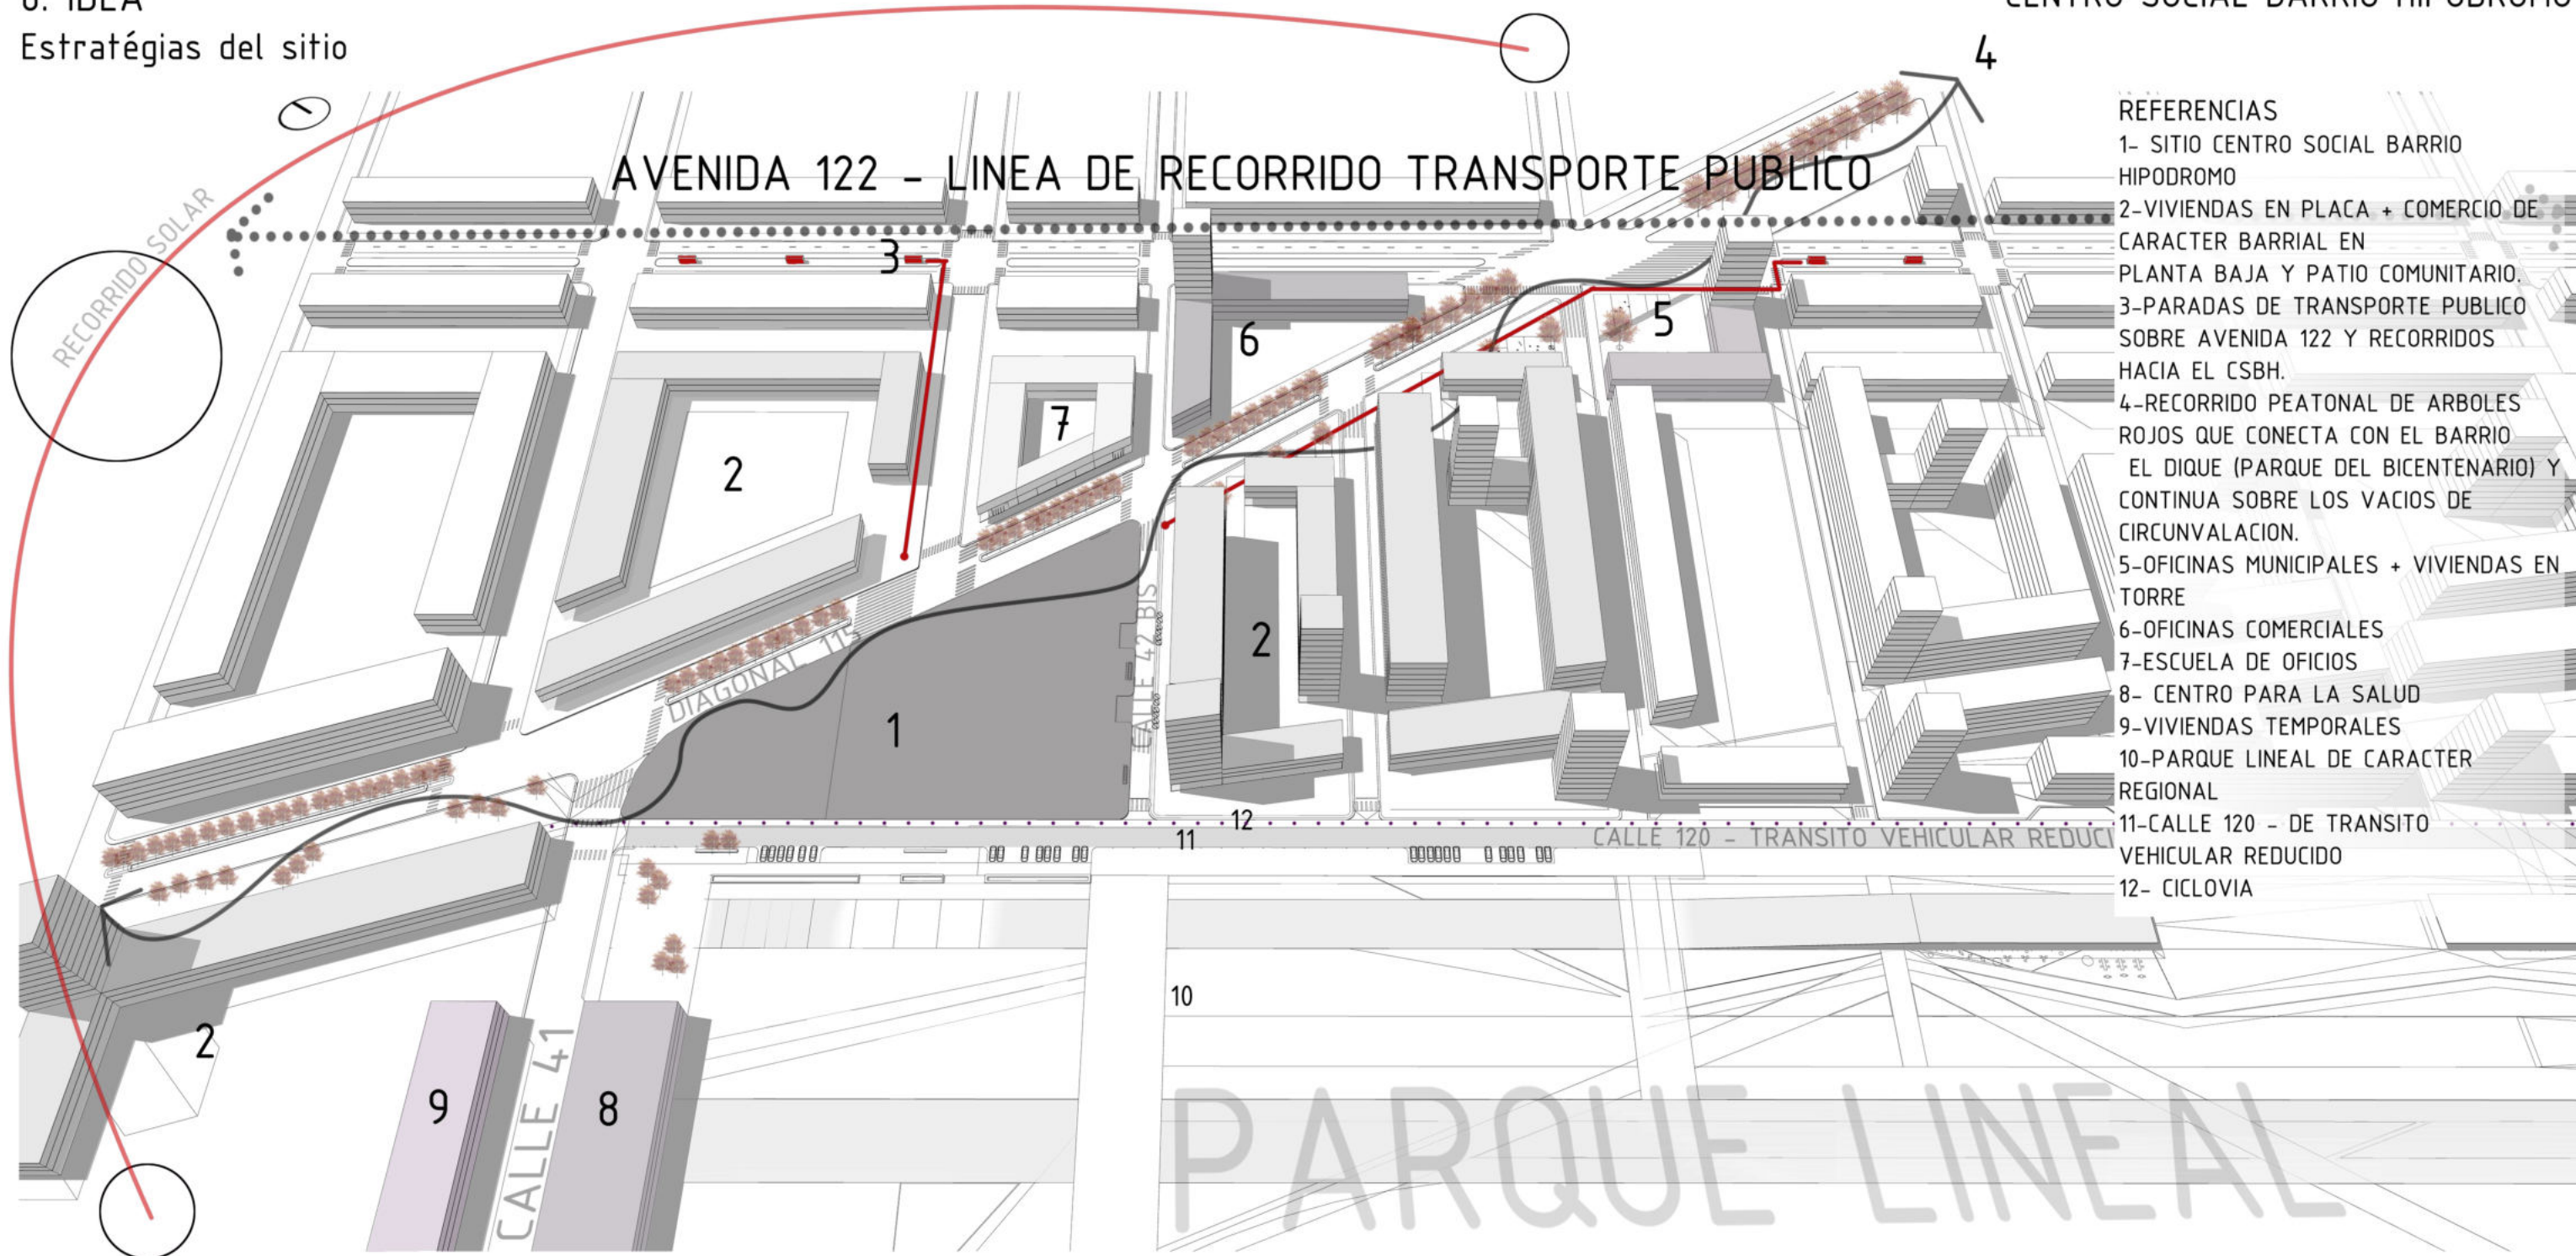 6. IDEA
Estratégias del sitio
CENTRO SOCIAL BARRIO HIPODROMO
4
RECORRIDO SOLAR
AVENIDA 122 - LINEA DE RECORRIDO TRANSPORTE PUBLICO
3
5
6
7
2
2
1
DIAGONAL 115
CALLE 42 BIS
12
11
CALLE 120 - TRANSITO VEHICULAR REDUCI
10
2
9
8
CALLE 41
PARQUE LINEAL
REFERENCIAS
1- SITIO CENTRO SOCIAL BARRIO
HIPODROMO
2-VIVIENDAS EN PLACA + COMERCIO DE
CARACTER BARRIAL EN
PLANTA BAJA Y PATIO COMUNITARIO.
3-PARADAS DE TRANSPORTE PUBLICO
SOBRE AVENIDA 122 Y RECORRIDOS
HACIA EL CSBH.
4-RECORRIDO PEATONAL DE ARBOLES
ROJOS QUE CONECTA CON EL BARRIO
EL DIQUE (PARQUE DEL BICENTENARIO) Y
CONTINUA SOBRE LOS VACIOS DE
CIRCUNVALACION.
5-OFICINAS MUNICIPALES + VIVIENDAS EN
TORRE
6-OFICINAS COMERCIALES
7-ESCUELA DE OFICIOS
8- CENTRO PARA LA SALUD
9-VIVIENDAS TEMPORALES
10-PARQUE LINEAL DE CARACTER
REGIONAL
11-CALLE 120 - DE TRANSITO
VEHICULAR REDUCIDO
12- CICLOVIA